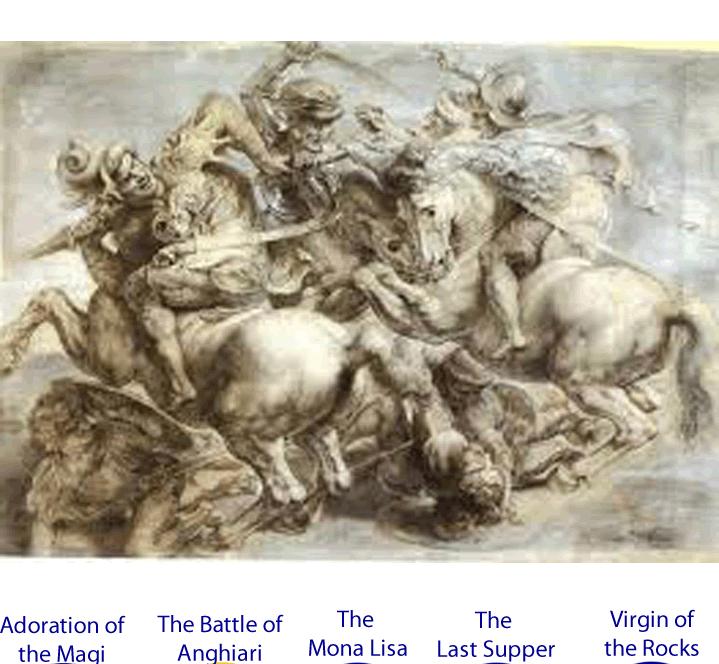 Adoration of
the Magi
The Battle of
Anghiari
The
Mona Lisa
The
Last Supper
Virgin of
the Rocks